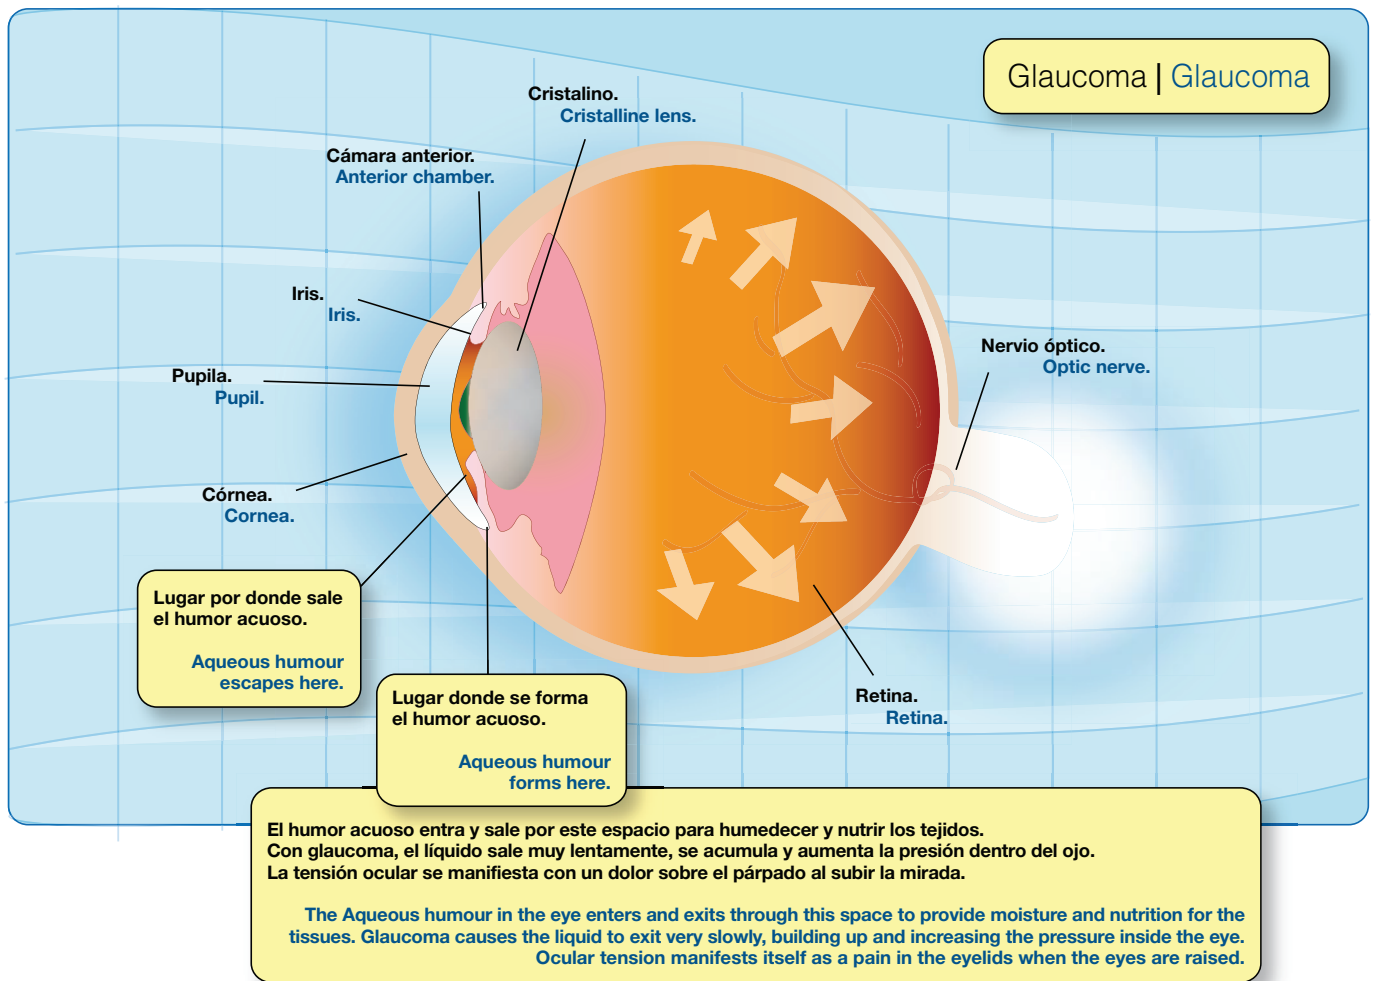 Glaucoma | Glaucoma
Cristalino.
Cristalline lens.
Cámara anterior.
Anterior chamber.
Iris.
Iris.
Nervio óptico.
Optic nerve.
Pupila.
Pupil.
Córnea.
Cornea.
Lugar por donde sale
el humor acuoso.
Aqueous humour
escapes here.
Lugar donde se forma
el humor acuoso.
Aqueous humour
forms here.
Retina.
Retina.
El humor acuoso entra y sale por este espacio para humedecer y nutrir los tejidos.
Con glaucoma, el líquido sale muy lentamente, se acumula y aumenta la presión dentro del ojo.
La tensión ocular se manifiesta con un dolor sobre el párpado al subir la mirada.
The Aqueous humour in the eye enters and exits through this space to provide moisture and nutrition for the
tissues. Glaucoma causes the liquid to exit very slowly, building up and increasing the pressure inside the eye.
Ocular tension manifests itself as a pain in the eyelids when the eyes are raised.